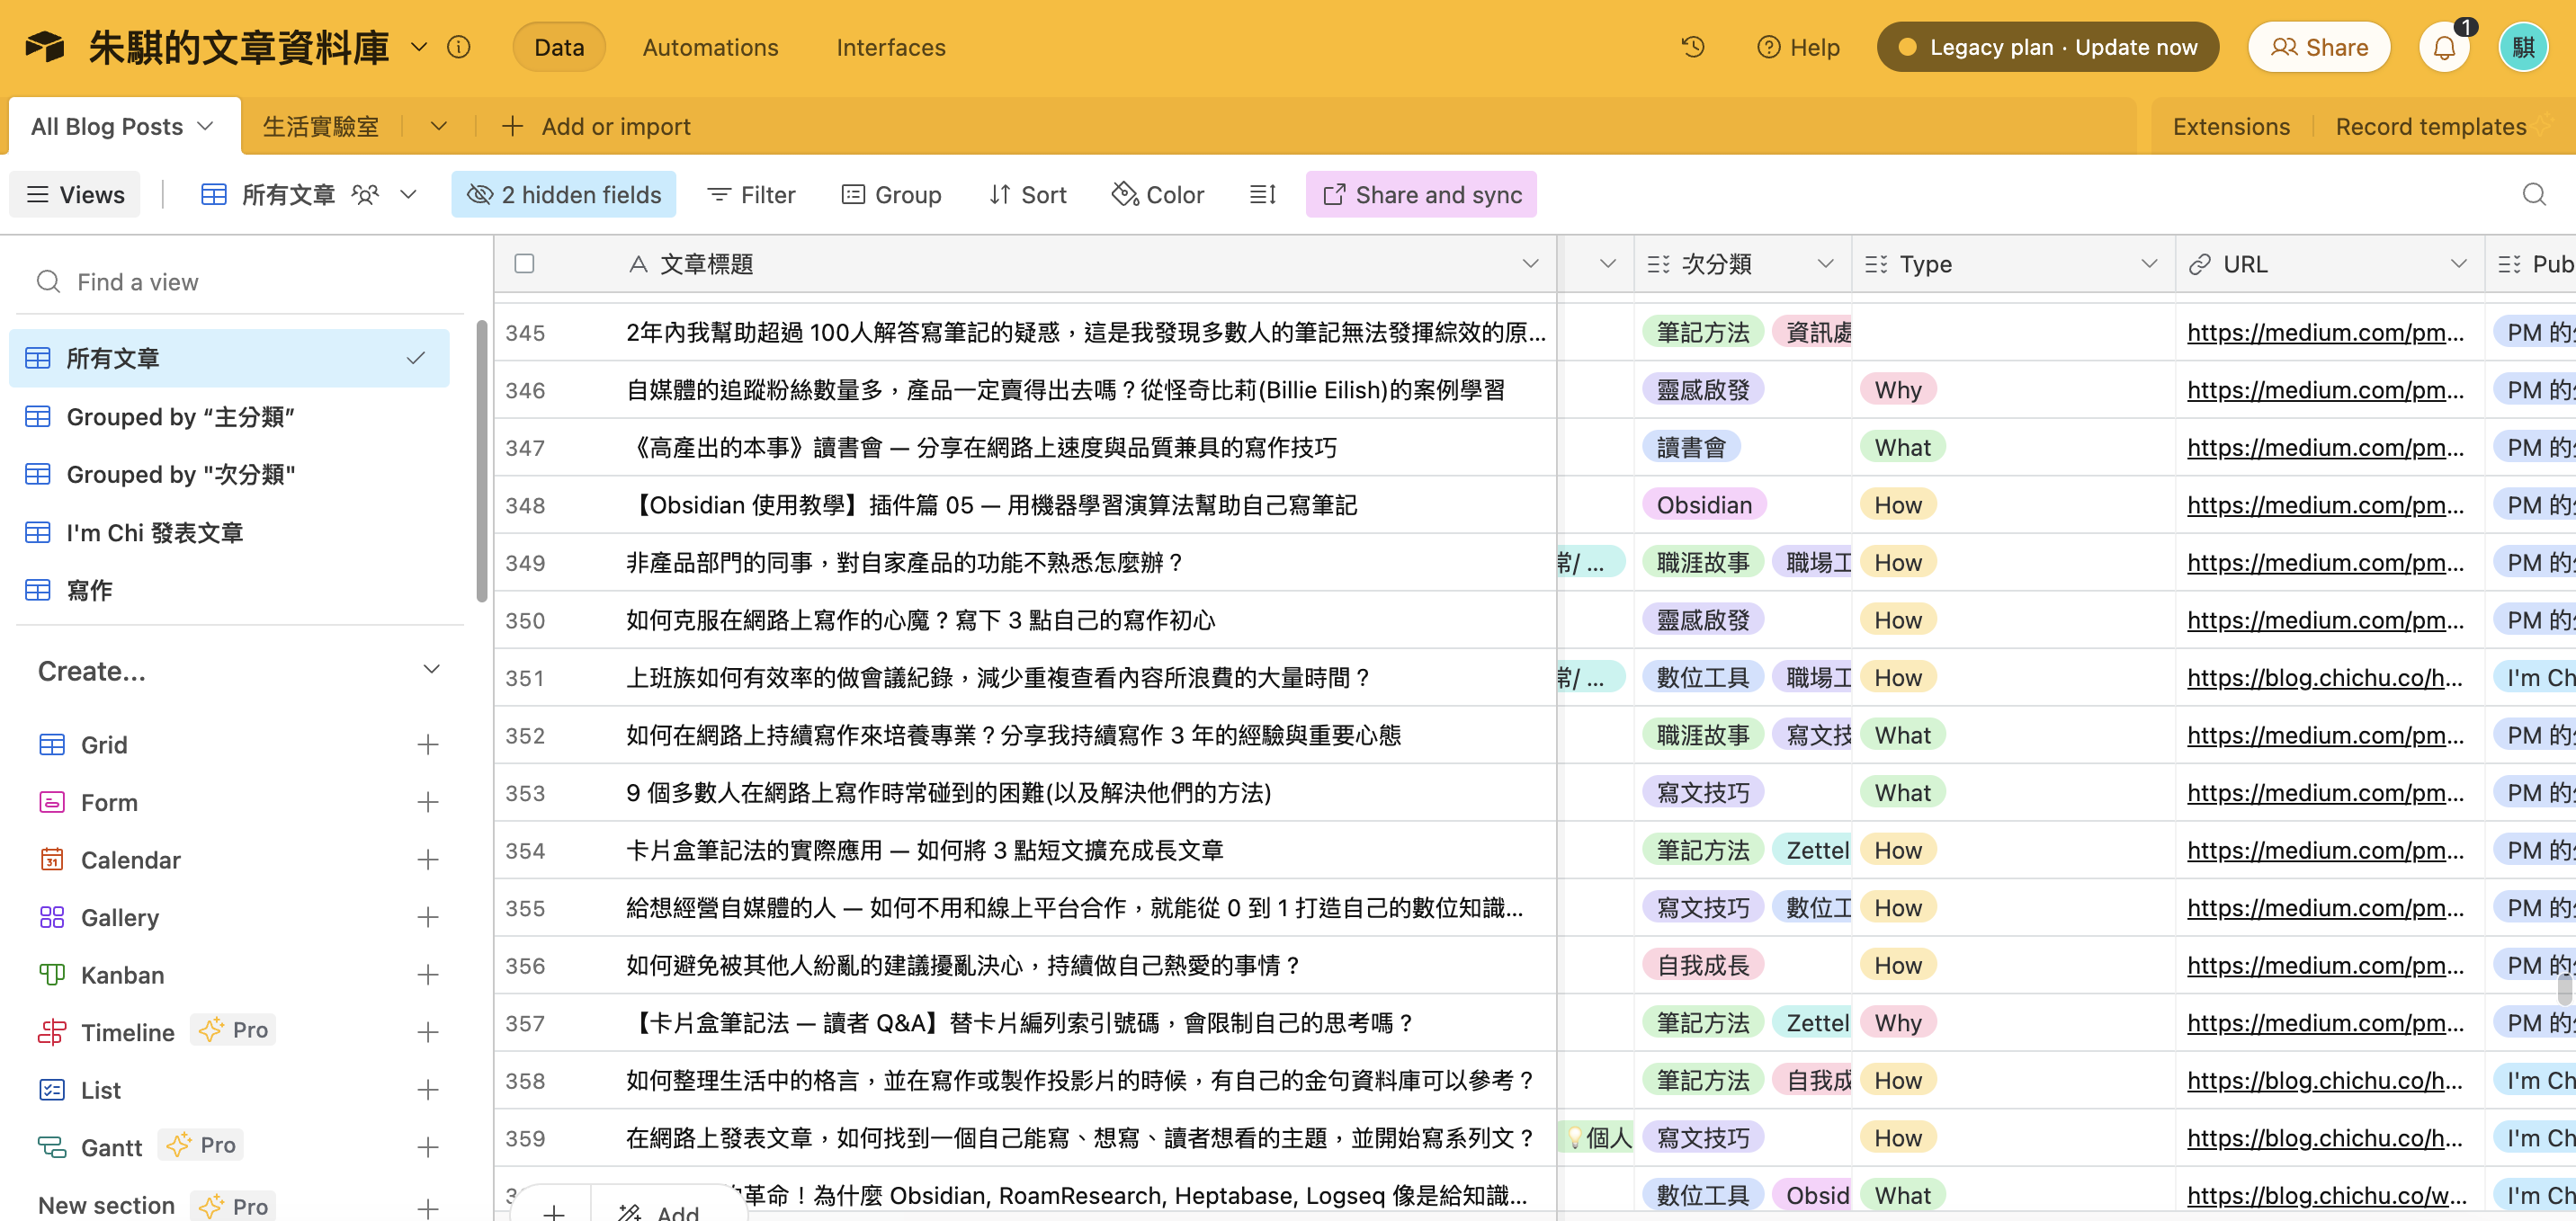 朱騏的文章資料庫 Data Automations Interfaces Help Legacy plan · Update now Share 1 騏
All Blog Posts 生活實驗室 Add or import Extensions Record templates
Views 所有文章 2 hidden fields Filter Group Sort Color Share and sync
Find a view
所有文章
Grouped by “主分類”
Grouped by "次分類"
I'm Chi 發表文章
寫作
Create...
Grid
Form
Calendar
Gallery
Kanban
Timeline Pro
List
Gantt Pro
New section Pro
文章標題 次分類 Type URL Pub
345 2年內我幫助超過 100人解答寫筆記的疑惑，這是我發現多數人的筆記無法發揮綜效的原... 筆記方法 資訊處 https://medium.com/pm... PM 的
346 自媒體的追蹤粉絲數量多，產品一定賣得出去嗎？從怪奇比莉(Billie Eilish)的案例學習 靈感啟發 Why https://medium.com/pm... PM 的
347 《高產出的本事》讀書會 — 分享在網路上速度與品質兼具的寫作技巧 讀書會 What https://medium.com/pm... PM 的
348 【Obsidian 使用教學】插件篇 05 — 用機器學習演算法幫助自己寫筆記 Obsidian How https://medium.com/pm... PM 的
349 非產品部門的同事，對自家產品的功能不熟悉怎麼辦？ 常/ ... 職涯故事 職場工 How https://medium.com/pm... PM 的
350 如何克服在網路上寫作的心魔？寫下 3 點自己的寫作初心 靈感啟發 How https://medium.com/pm... PM 的
351 上班族如何有效率的做會議紀錄，減少重複查看內容所浪費的大量時間？ 常/ ... 數位工具 職場工 How https://blog.chichu.co/h... I'm Ch
352 如何在網路上持續寫作來培養專業？分享我持續寫作 3 年的經驗與重要心態 職涯故事 寫文技 What https://medium.com/pm... PM 的
353 9 個多數人在網路上寫作時常碰到的困難(以及解決他們的方法) 寫文技巧 What https://medium.com/pm... PM 的
354 卡片盒筆記法的實際應用 — 如何將 3 點短文擴充成長文章 筆記方法 Zettel How https://medium.com/pm... PM 的
355 給想經營自媒體的人 — 如何不用和線上平台合作，就能從 0 到 1 打造自己的數位知識... 寫文技巧 數位工 How https://medium.com/pm... PM 的
356 如何避免被其他人紛亂的建議擾亂決心，持續做自己熱愛的事情？ 自我成長 How https://medium.com/pm... PM 的
357 【卡片盒筆記法 — 讀者 Q&A】替卡片編列索引號碼，會限制自己的思考嗎？ 筆記方法 Zettel Why https://medium.com/pm... PM 的
358 如何整理生活中的格言，並在寫作或製作投影片的時候，有自己的金句資料庫可以參考？ 筆記方法 自我成 How https://blog.chichu.co/h... I'm Ch
359 在網路上發表文章，如何找到一個自己能寫、想寫、讀者想看的主題，並開始寫系列文？ 💡個人 寫文技巧 How https://blog.chichu.co/h... I'm Ch
革命！為什麼 Obsidian, RoamResearch, Heptabase, Logseq 像是給知識... 數位工具 Obsid What https://blog.chichu.co/w... I'm Ch
Add